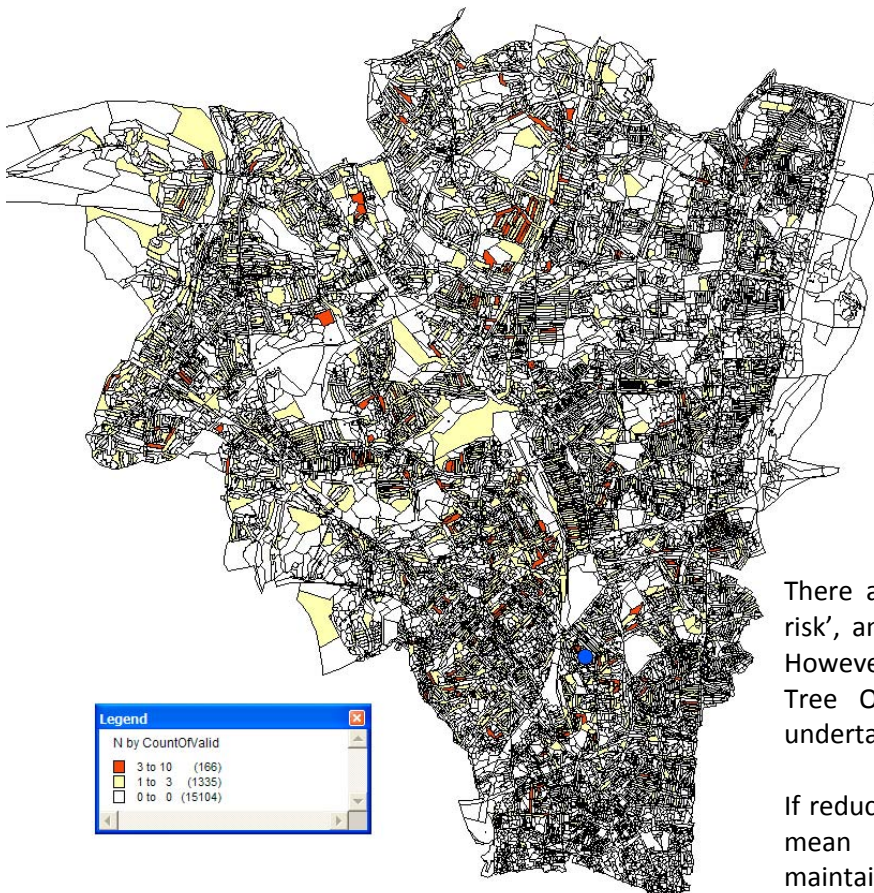 Legend
N by CountOfValid
3 to 10 (166)
1 to 3 (1335)
0 to 0 (15104)
There a
risk', an
Howeve
Tree O
underta
If reduc
mean
maintai